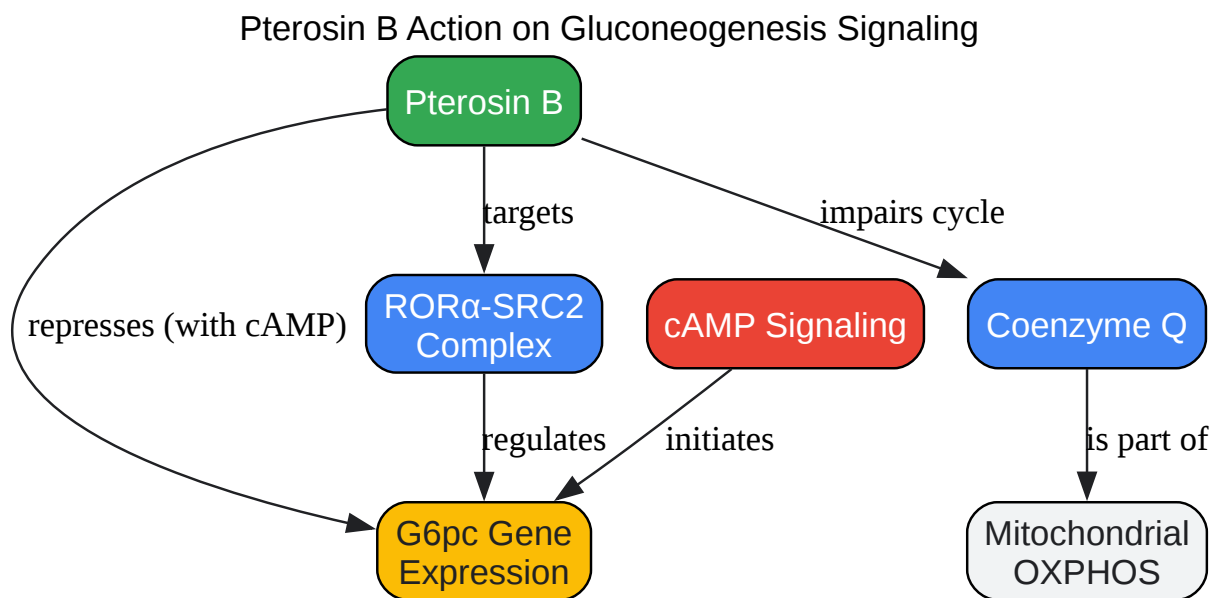 Pterosin B Action on Gluconeogenesis Signaling
Pterosin B
targets
impairs cycle
represses (with cAMP)
RORα-SRC2
Complex
cAMP Signaling
Coenzyme Q
regulates
initiates
is part of
G6pc Gene
Expression
Mitochondrial
OXPHOS